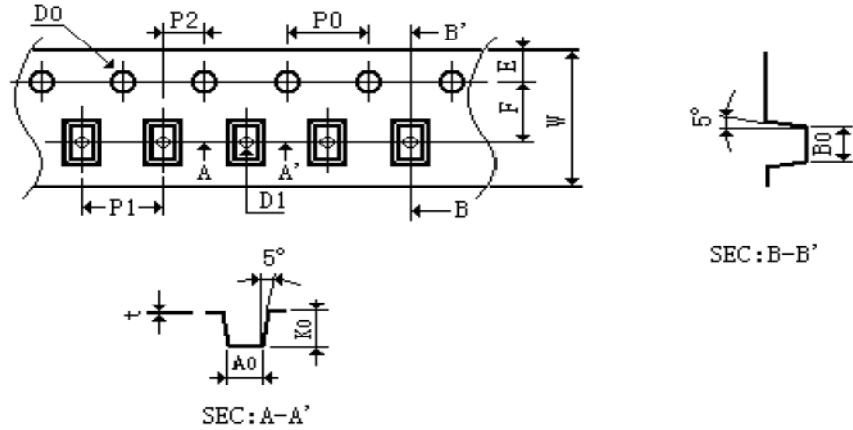 D0 P2 P0 B'
E
F
W
A A'
P1 D1 B
5°
B0
SEC:B-B'
5°
t
K0
A0
SEC:A-A'